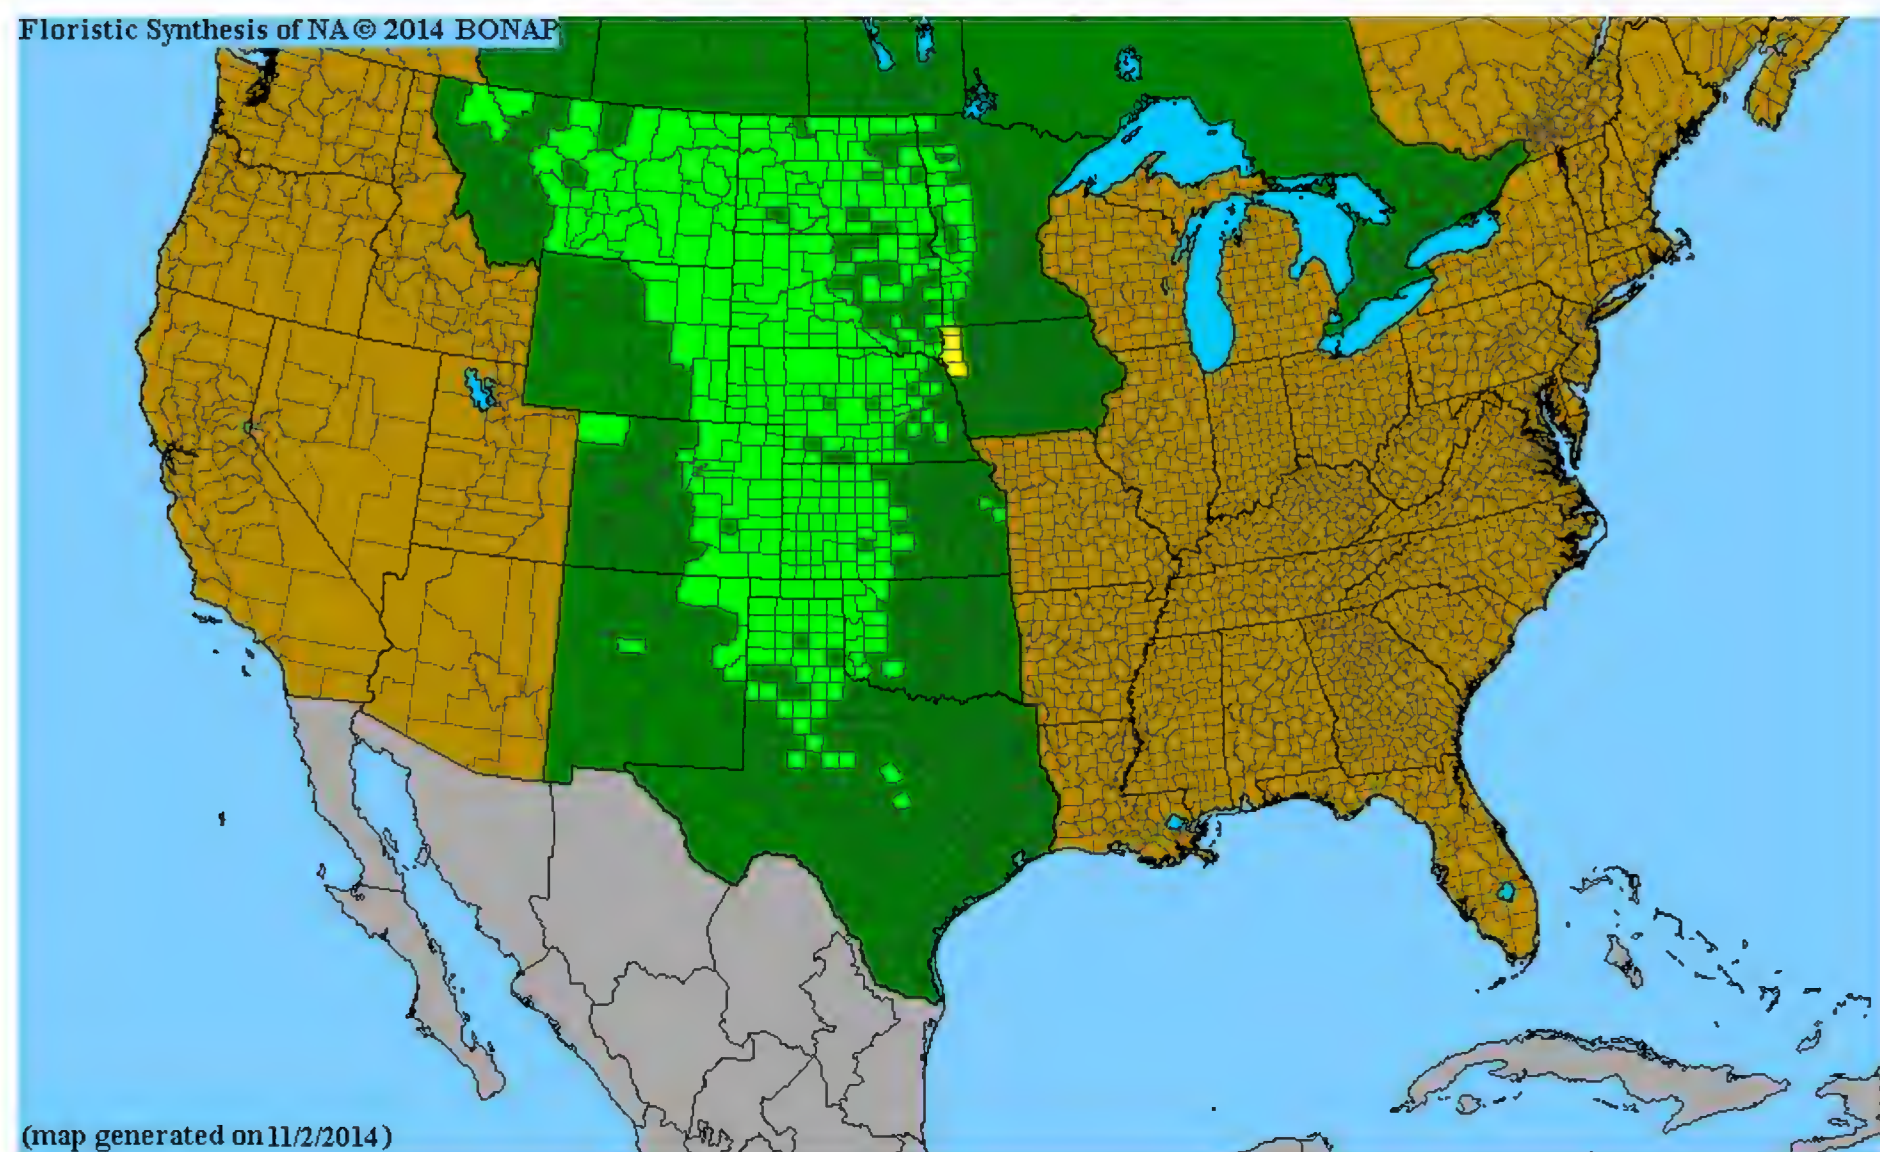 Floristic Synthesis of NA © 2014 BONAP
(map generated on 11/2/2014)